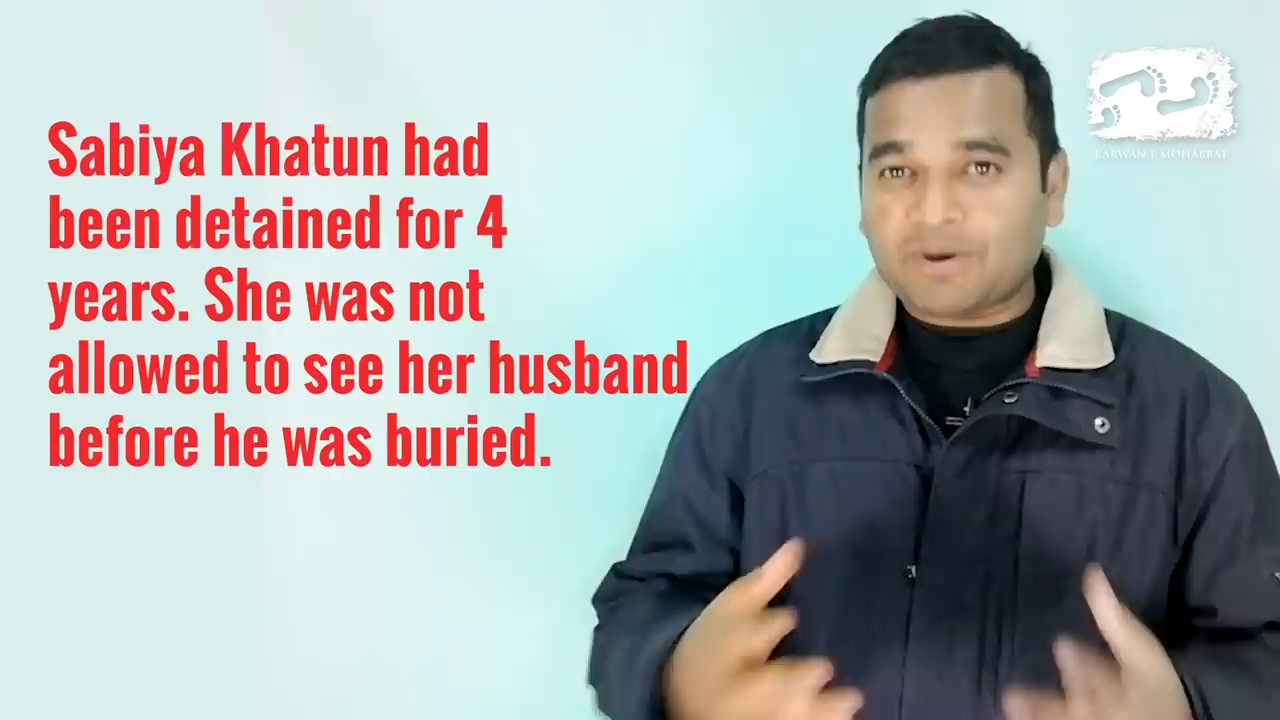 Sabiya Khatun had
been detained for 4
years. She was not
allowed to see her husband
before he was buried.
KARWAN E MOHABBAT